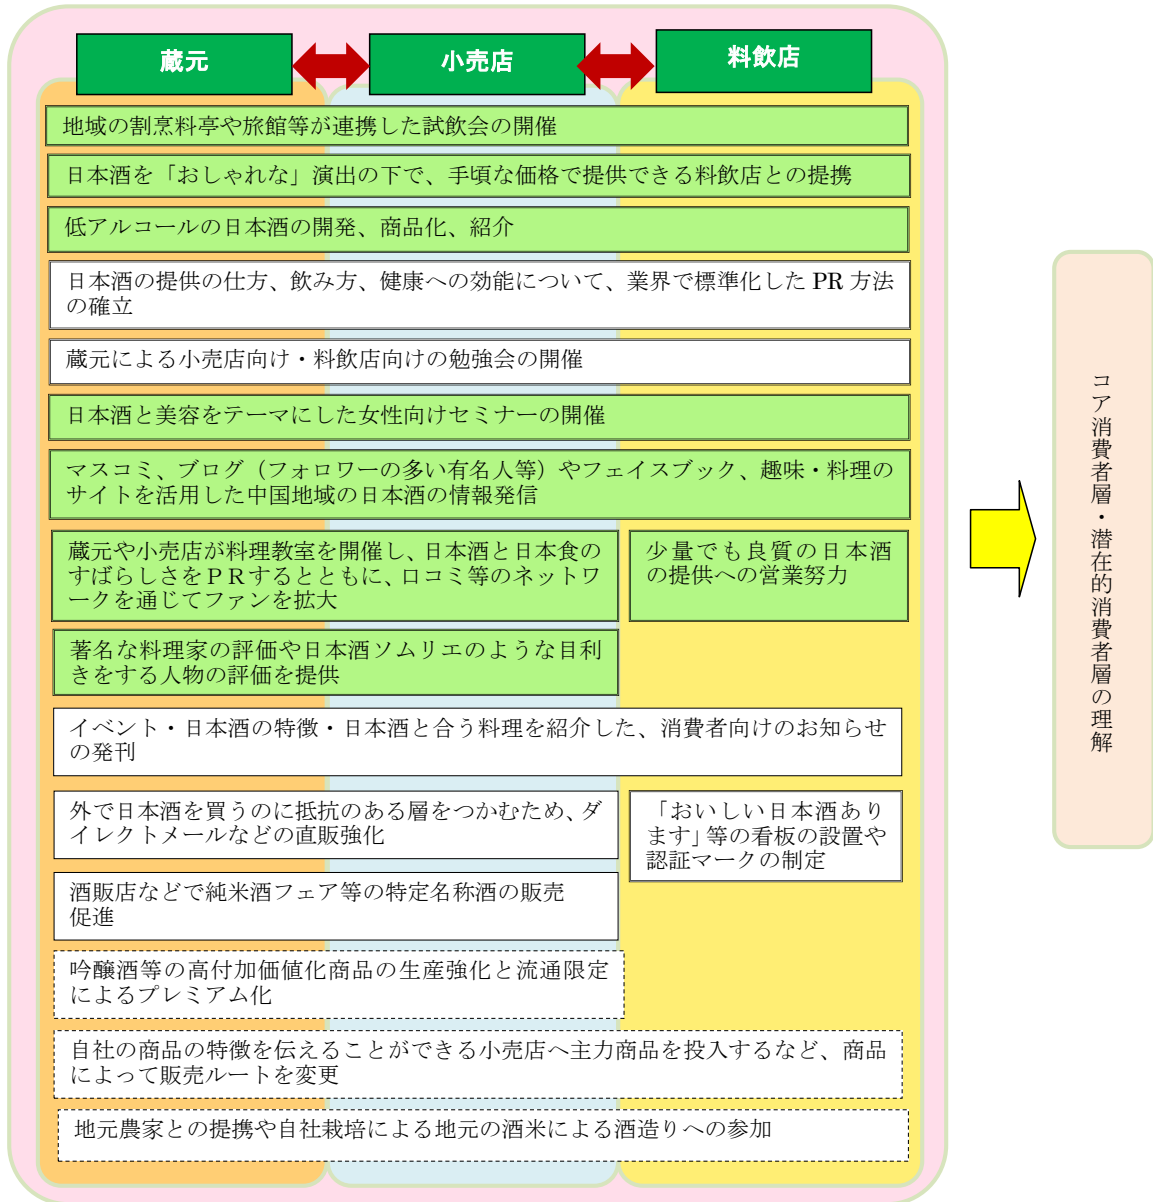 蔵元
小売店
料飲店
地域の割烹料亭や旅館等が連携した試飲会の開催
日本酒を「おしゃれな」演出の下で、手頃な価格で提供できる料飲店との提携
低アルコールの日本酒の開発、商品化、紹介
日本酒の提供の仕方、飲み方、健康への効能について、業界で標準化した PR 方法
の確立
蔵元による小売店向け・料飲店向けの勉強会の開催
日本酒と美容をテーマにした女性向けセミナーの開催
マスコミ、ブログ（フォロワーの多い有名人等）やフェイスブック、趣味・料理の
サイトを活用した中国地域の日本酒の情報発信
蔵元や小売店が料理教室を開催し、日本酒と日本食の
すばらしさをＰＲするとともに、口コミ等のネットワ
ークを通じてファンを拡大
少量でも良質の日本酒
の提供への営業努力
著名な料理家の評価や日本酒ソムリエのような目利
きをする人物の評価を提供
イベント・日本酒の特徴・日本酒と合う料理を紹介した、消費者向けのお知らせ
の発刊
外で日本酒を買うのに抵抗のある層をつかむため、ダ
イレクトメールなどの直販強化
「おいしい日本酒あり
ます」等の看板の設置や
認証マークの制定
酒販店などで純米酒フェア等の特定名称酒の販売
促進
吟醸酒等の高付加価値化商品の生産強化と流通限定
によるプレミアム化
自社の商品の特徴を伝えることができる小売店へ主力商品を投入するなど、商品
によって販売ルートを変更
地元農家との提携や自社栽培による地元の酒米による酒造りへの参加
コア消費者層・潜在的消費者層の理解